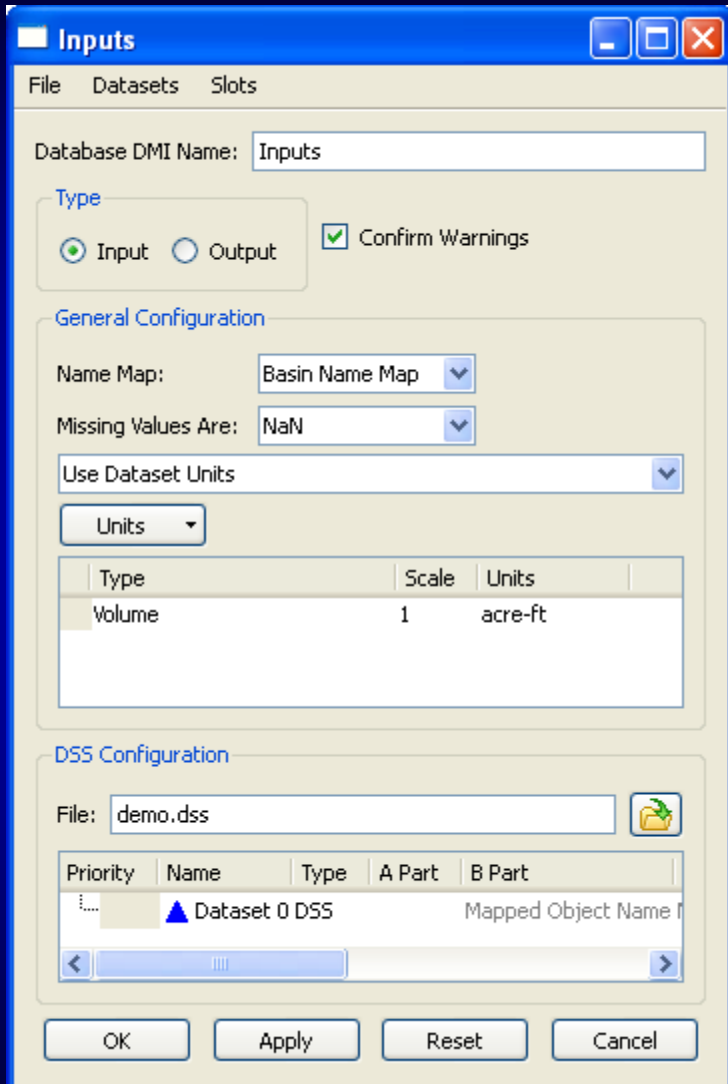 Inputs
File Datasets Slots
Database DMI Name: Inputs
Type
Input Output Confirm Warnings
General Configuration
Name Map: Basin Name Map
Missing Values Are: NaN
Use Dataset Units
Units
Type Scale Units
Volume 1 acre-ft
DSS Configuration
File: demo.dss
Priority Name Type A Part B Part
Dataset 0 DSS Mapped Object Name
OK Apply Reset Cancel